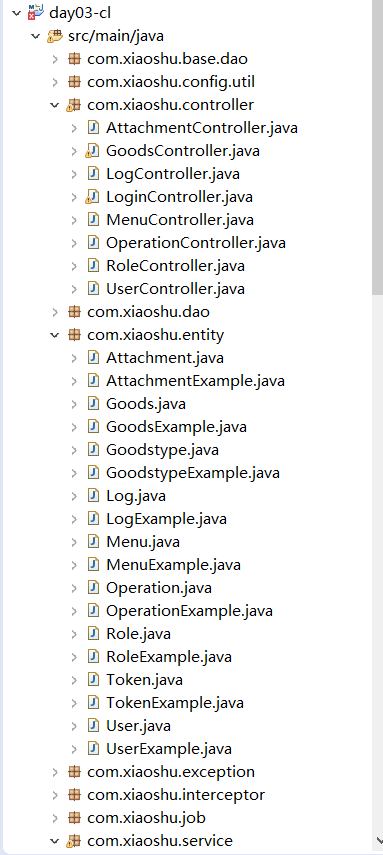 day03-cl
src/main/java
com.xiaoshu.base.dao
com.xiaoshu.config.util
com.xiaoshu.controller
AttachmentController.java
GoodsController.java
LogController.java
LoginController.java
MenuController.java
OperationController.java
RoleController.java
UserController.java
com.xiaoshu.dao
com.xiaoshu.entity
Attachment.java
AttachmentExample.java
Goods.java
GoodsExample.java
Goodstype.java
GoodstypeExample.java
Log.java
LogExample.java
Menu.java
MenuExample.java
Operation.java
OperationExample.java
Role.java
RoleExample.java
Token.java
TokenExample.java
User.java
UserExample.java
com.xiaoshu.exception
com.xiaoshu.interceptor
com.xiaoshu.job
com.xiaoshu.service